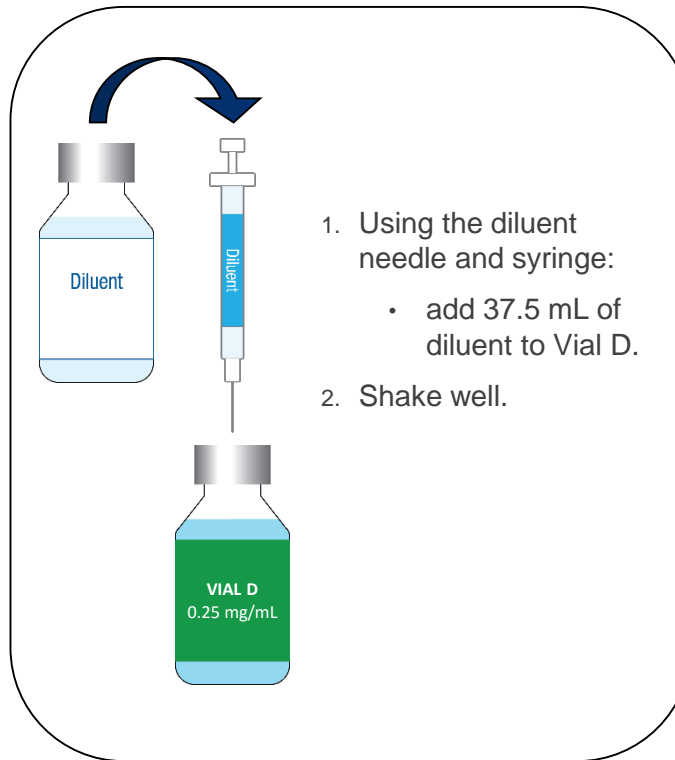 Diluent
Diluent
1. Using the diluent
needle and syringe:
• add 37.5 mL of
diluent to Vial D.
2. Shake well.
VIAL D
0.25 mg/mL